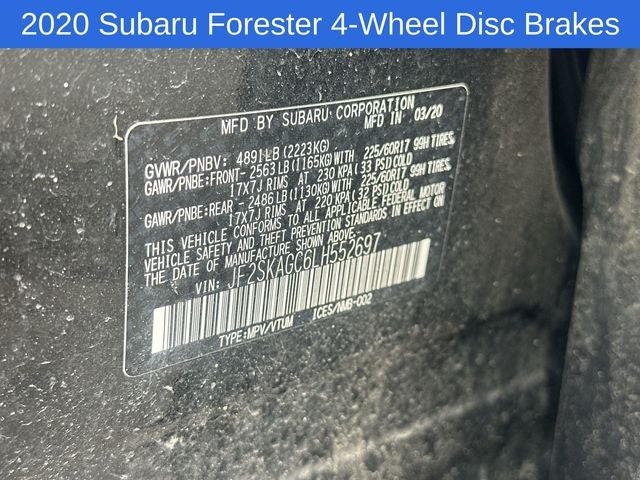 2020 Subaru Forester 4-Wheel Disc Brakes
MFD BY SUBARU CORPORATION
MFD IN 03/20
GVWR/PNBV: 4891LB(2223KG)
GAWR/PNBE:FRONT-2563LB(1165KG)WITH 225/60R17 99H TIRES,
17X7J RIMS AT 230 KPA(33 PSI)COLD
GAWR/PNBE:REAR -2486LB(1130KG)WITH 225/60R17 99H TIRES,
17X7J RIMS AT 220 KPA(32 PSI)COLD
THIS VEHICLE CONFORMS TO ALL APPLICABLE FEDERAL MOTOR
VEHICLE SAFETY AND THEFT PREVENTION STANDARDS IN EFFECT
ON THE DATE OF MANUFACTURE SHOWN ABOVE.
VIN: JF2SKAGC6LH552697
TYPE:MPV/VTUM ICES/NMB-002